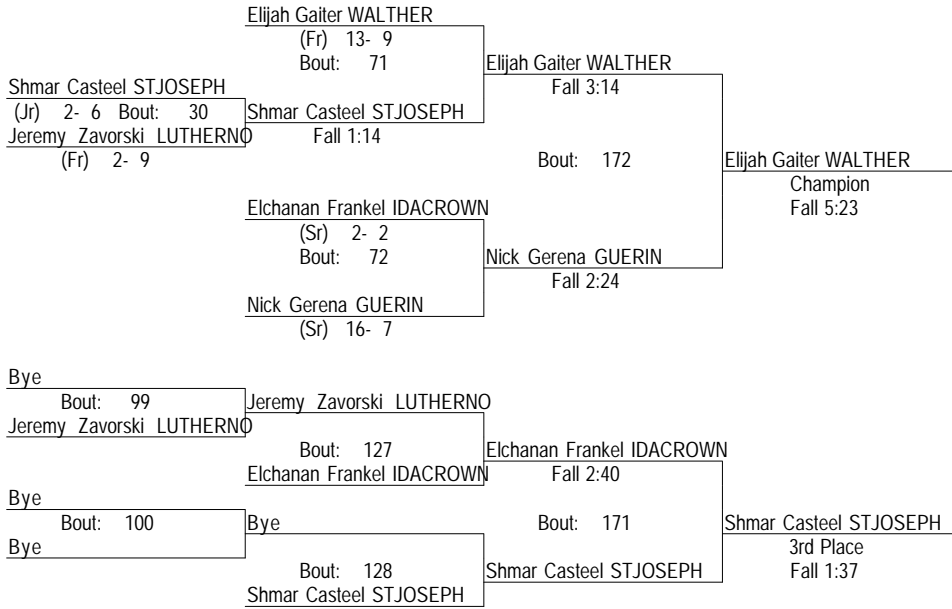 Elijah Gaiter WALTHER
(Fr) 13- 9
Bout: 71
Elijah Gaiter WALTHER
Fall 3:14
Shmar Casteel STJOSEPH
(Jr) 2- 6 Bout: 30
Shmar Casteel STJOSEPH
Fall 1:14
Jeremy Zavorski LUTHERNO
(Fr) 2- 9
Bout: 172
Elijah Gaiter WALTHER
Champion
Fall 5:23
Elchanan Frankel IDACROWN
(Sr) 2- 2
Bout: 72
Nick Gerena GUERIN
Fall 2:24
Nick Gerena GUERIN
(Sr) 16- 7
Bye
Bout: 99
Jeremy Zavorski LUTHERNO
Jeremy Zavorski LUTHERNO
Bout: 127
Elchanan Frankel IDACROWN
Fall 2:40
Elchanan Frankel IDACROWN
Bye
Bout: 100
Bye
Bye
Bout: 171
Shmar Casteel STJOSEPH
3rd Place
Fall 1:37
Bout: 128
Shmar Casteel STJOSEPH
Shmar Casteel STJOSEPH